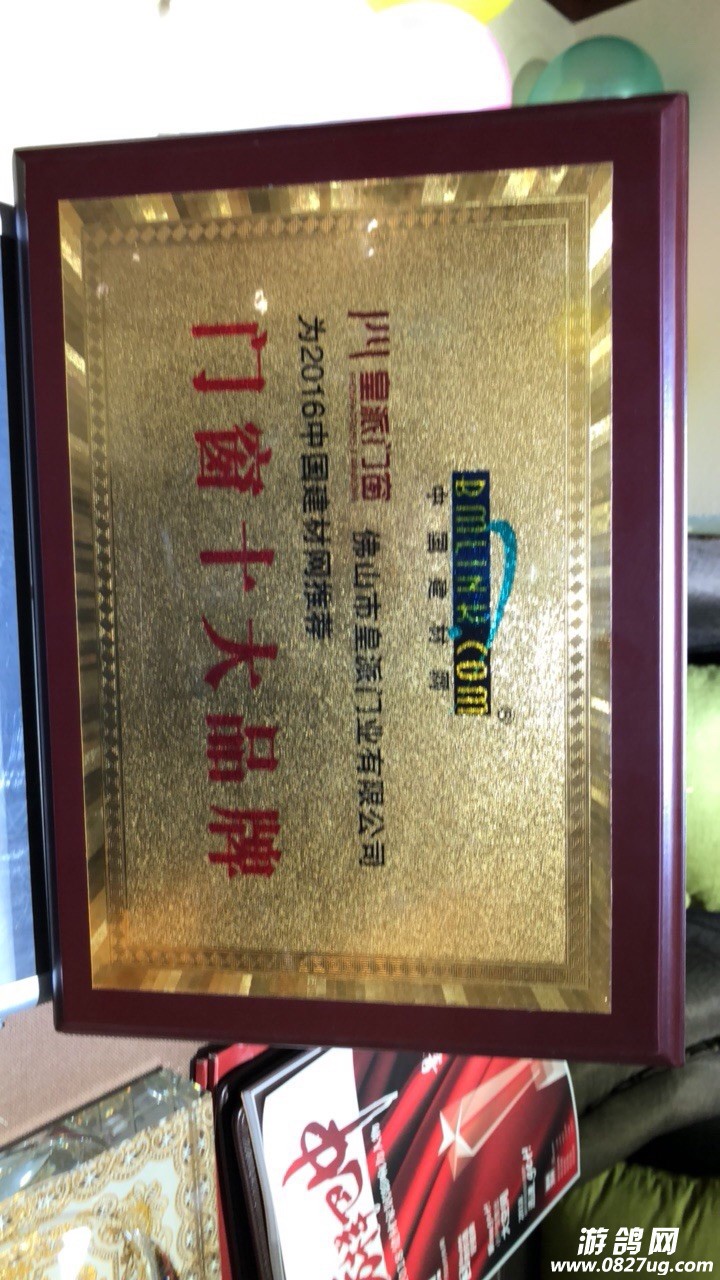 BMLINK.COM®
中国建材网
皇派门窗 佛山市皇派门业有限公司
为2016中国建材网推荐
门窗十大品牌
游鸽网
www.0827ug.com